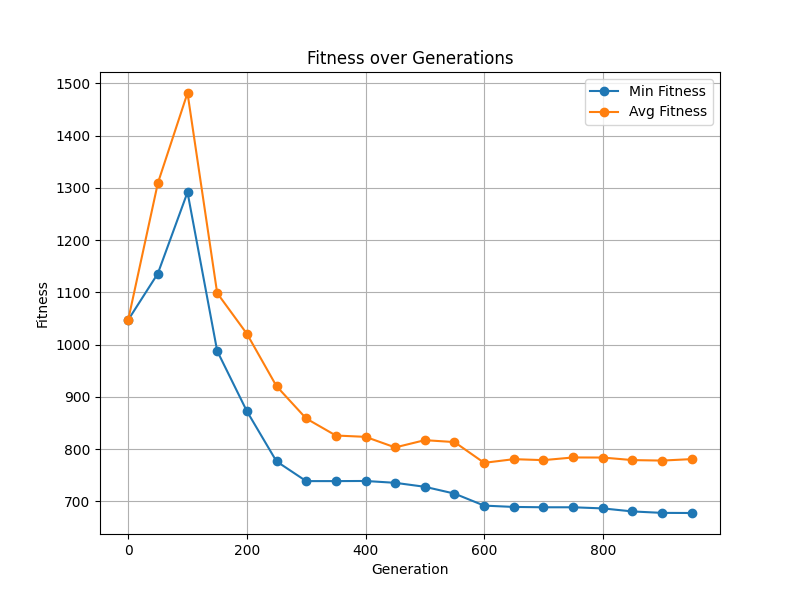 Fitness over Generations
Min Fitness
Avg Fitness
1500
1400
1300
1200
1100
1000
900
800
700
Fitness
0 200 400 600 800
Generation